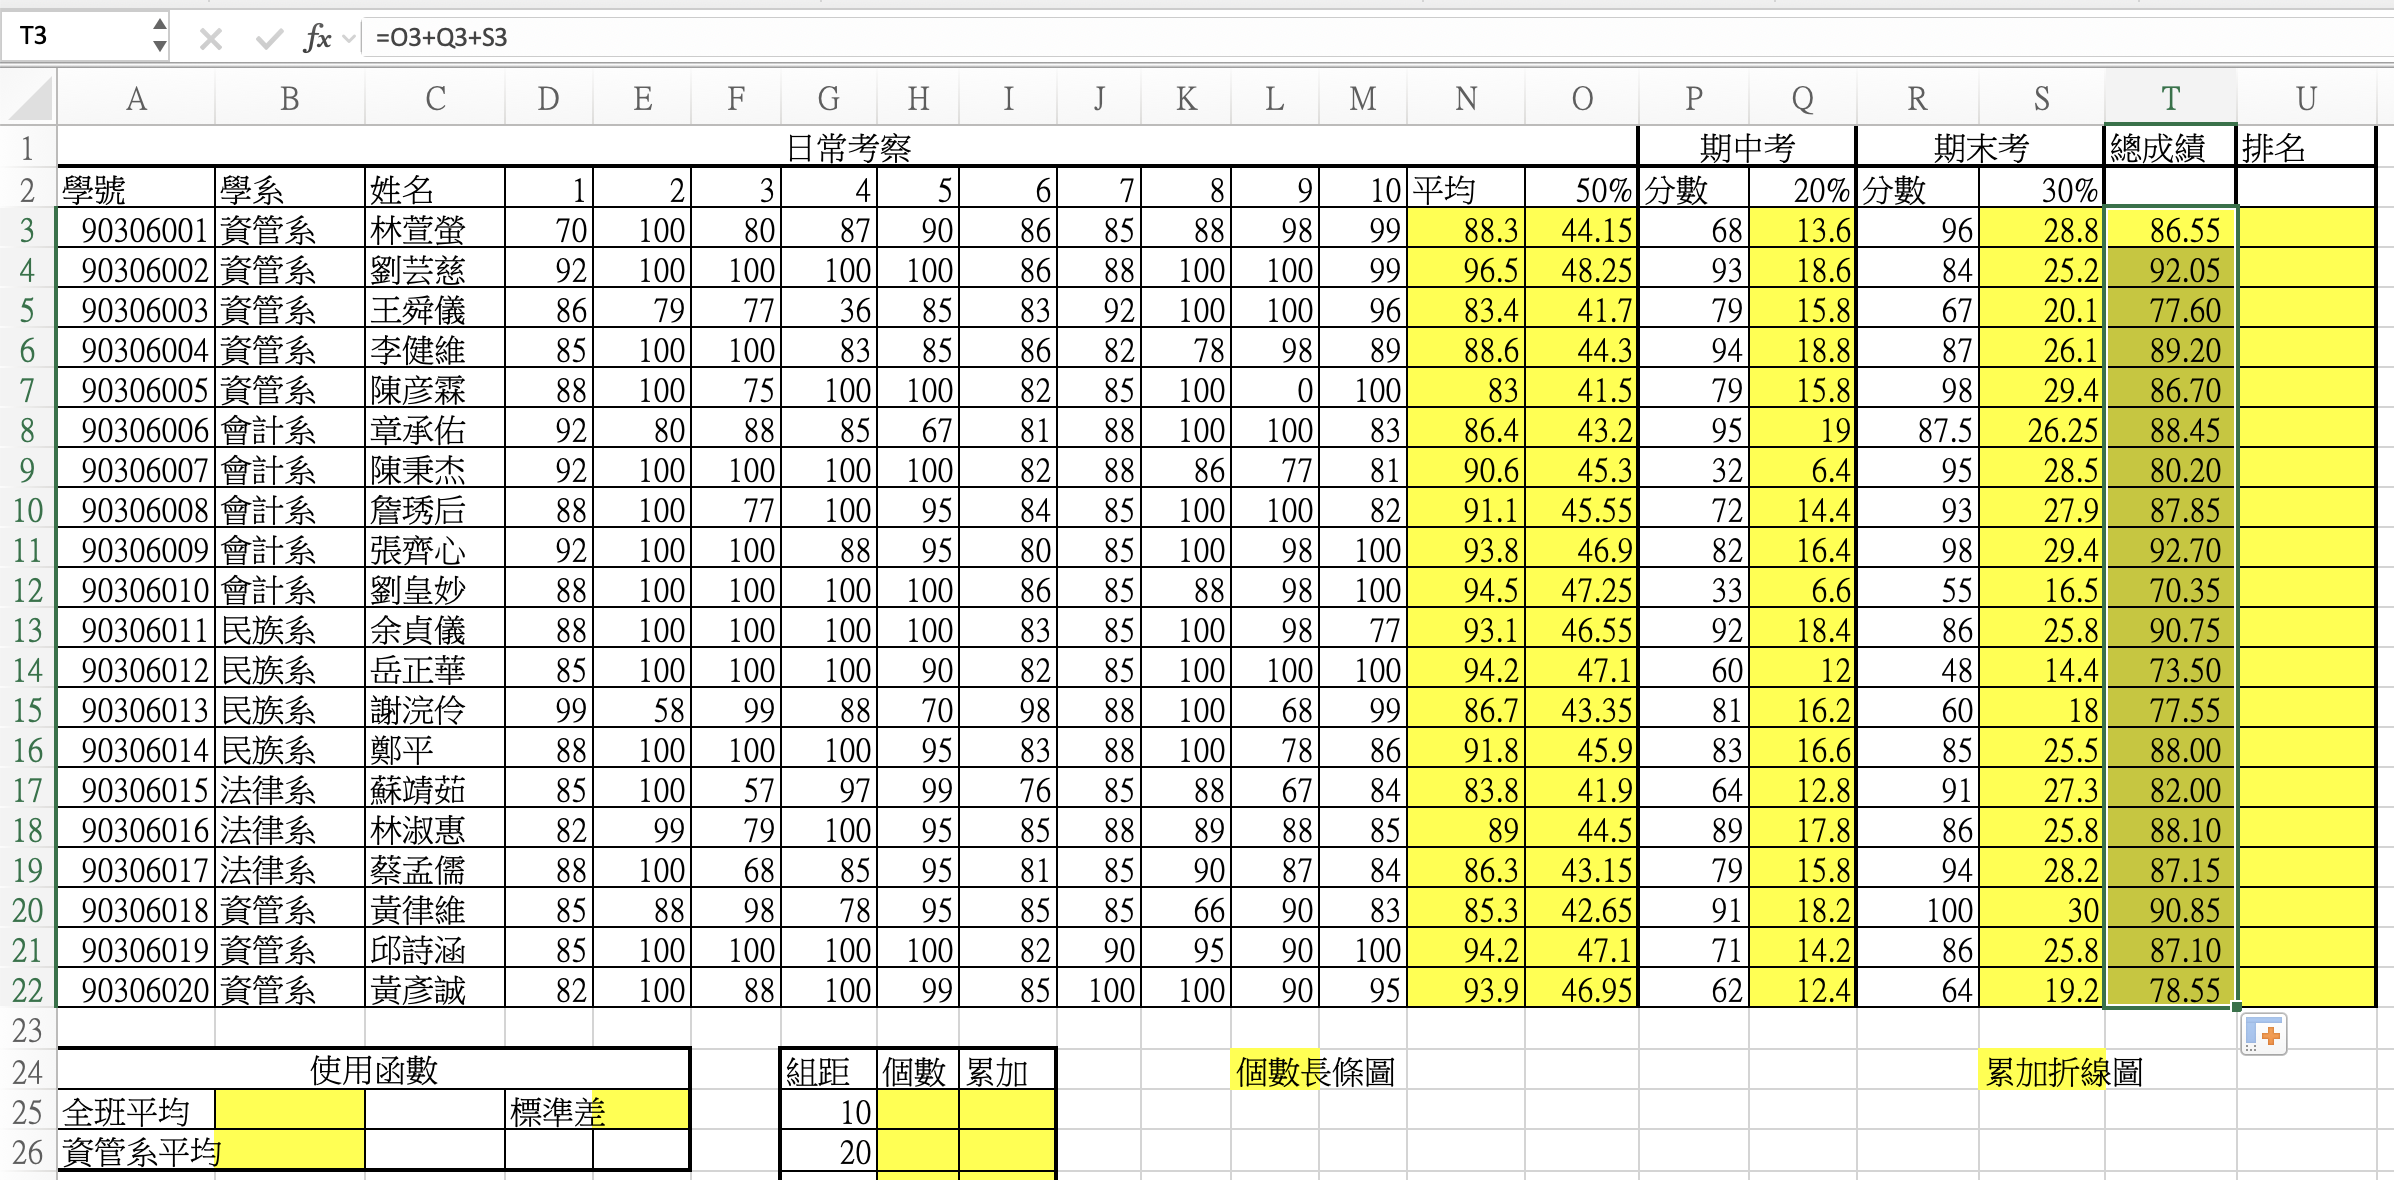 T3 fx =O3+Q3+S3
A B C D E F G H I J K L M N O P Q R S T U
1 日常考察 期中考 期末考 總成績 排名
2 學號 學系 姓名 1 2 3 4 5 6 7 8 9 10 平均 50% 分數 20% 分數 30%
3 90306001 資管系 林萱螢 70 100 80 87 90 86 85 88 98 99 88.3 44.15 68 13.6 96 28.8 86.55
4 90306002 資管系 劉芸慈 92 100 100 100 100 86 88 100 100 99 96.5 48.25 93 18.6 84 25.2 92.05
5 90306003 資管系 王舜儀 86 79 77 36 85 83 92 100 100 96 83.4 41.7 79 15.8 67 20.1 77.60
6 90306004 資管系 李健維 85 100 100 83 85 86 82 78 98 89 88.6 44.3 94 18.8 87 26.1 89.20
7 90306005 資管系 陳彦霖 88 100 75 100 100 82 85 100 0 100 83 41.5 79 15.8 98 29.4 86.70
8 90306006 會計系 章承佑 92 80 88 85 67 81 88 100 100 83 86.4 43.2 95 19 87.5 26.25 88.45
9 90306007 會計系 陳秉杰 92 100 100 100 100 82 88 86 77 81 90.6 45.3 32 6.4 95 28.5 80.20
10 90306008 會計系 詹琇后 88 100 77 100 95 84 85 100 100 82 91.1 45.55 72 14.4 93 27.9 87.85
11 90306009 會計系 張齊心 92 100 100 88 95 80 85 100 98 100 93.8 46.9 82 16.4 98 29.4 92.70
12 90306010 會計系 劉皇妙 88 100 100 100 100 86 85 88 98 100 94.5 47.25 33 6.6 55 16.5 70.35
13 90306011 民族系 余貞儀 88 100 100 100 100 83 85 100 98 77 93.1 46.55 92 18.4 86 25.8 90.75
14 90306012 民族系 岳正華 85 100 100 100 90 82 85 100 100 100 94.2 47.1 60 12 48 14.4 73.50
15 90306013 民族系 謝浣伶 99 58 99 88 70 98 88 100 68 99 86.7 43.35 81 16.2 60 18 77.55
16 90306014 民族系 鄭平 88 100 100 100 95 83 88 100 78 86 91.8 45.9 83 16.6 85 25.5 88.00
17 90306015 法律系 蘇靖茹 85 100 57 97 99 76 85 88 67 84 83.8 41.9 64 12.8 91 27.3 82.00
18 90306016 法律系 林淑惠 82 99 79 100 95 85 88 89 88 85 89 44.5 89 17.8 86 25.8 88.10
19 90306017 法律系 蔡孟儒 88 100 68 85 95 81 85 90 87 84 86.3 43.15 79 15.8 94 28.2 87.15
20 90306018 資管系 黃律維 85 88 98 78 95 85 85 66 90 83 85.3 42.65 91 18.2 100 30 90.85
21 90306019 資管系 邱詩涵 85 100 100 100 100 82 90 95 90 100 94.2 47.1 71 14.2 86 25.8 87.10
22 90306020 資管系 黃彥誠 82 100 88 100 99 85 100 100 90 95 93.9 46.95 62 12.4 64 19.2 78.55
23
24 使用函數 組距 個數 累加 個數長條圖 累加折線圖
25 全班平均 標準差 10
26 資管系平均 20